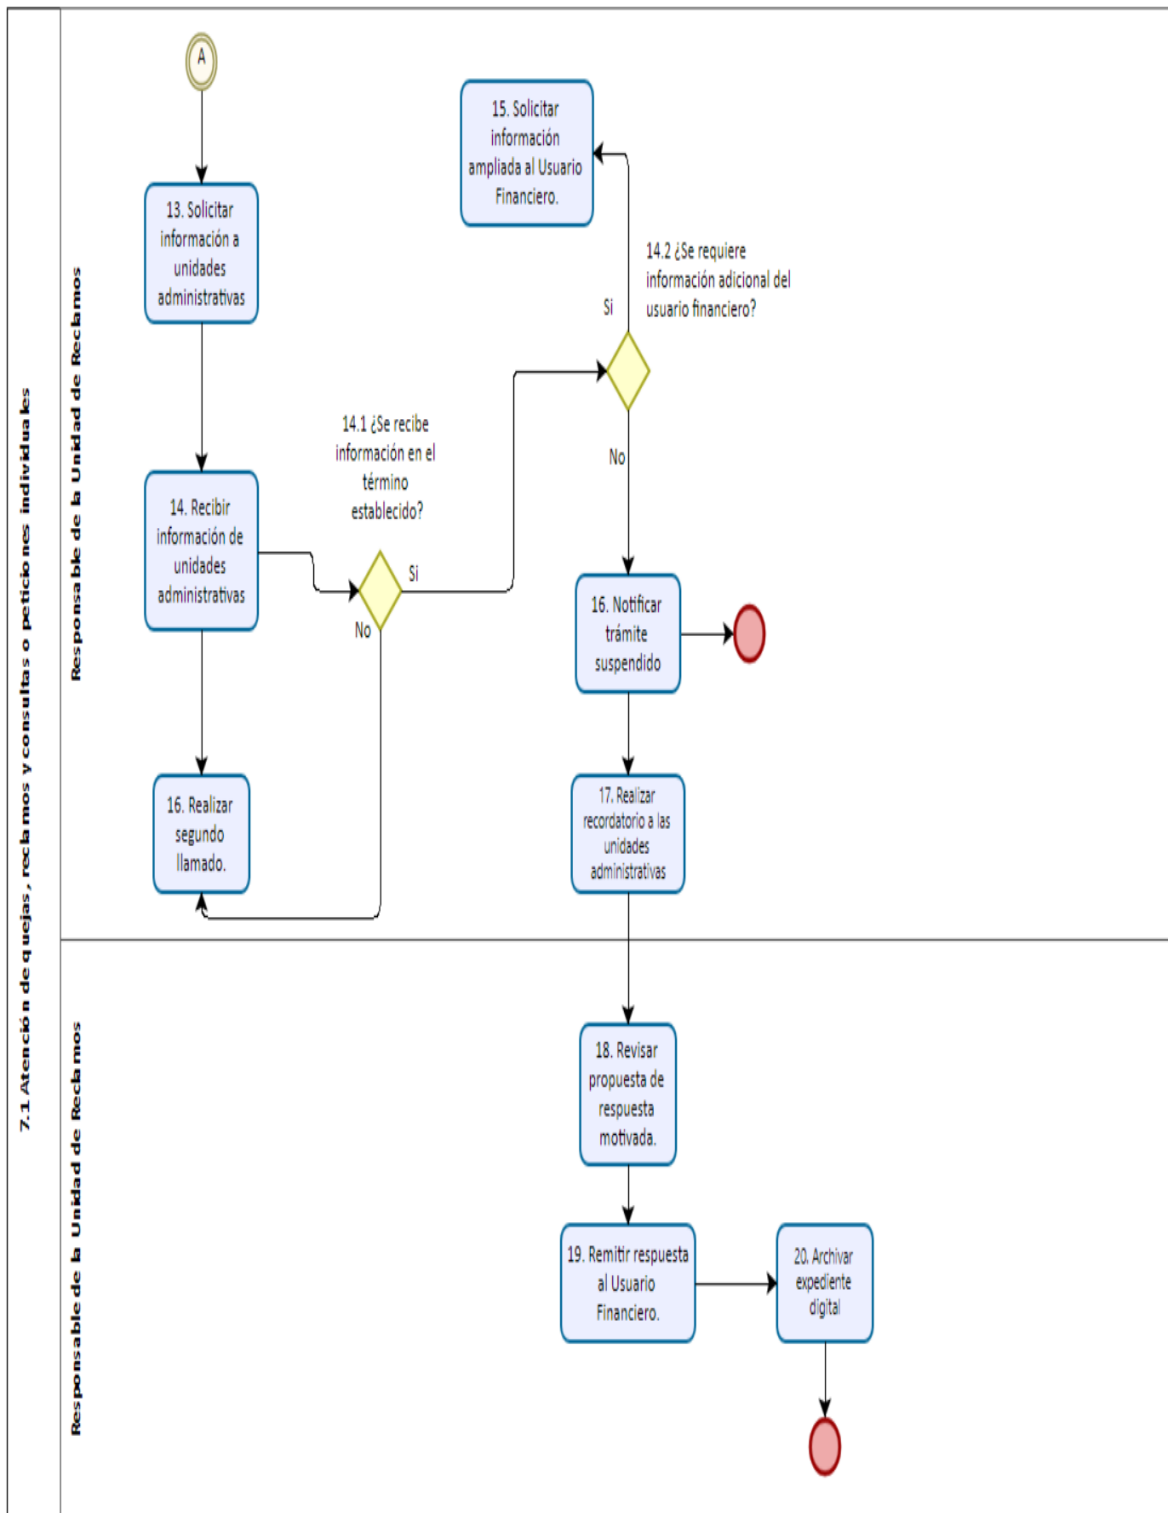 7.1 Atención de quejas, reclamos y consultas o peticiones individuales
Responsable de la Unidad de Reclamos
A
13. Solicitar
información a
unidades
administrativas
15. Solicitar
información
ampliada al Usuario
Financiero.
14.2 ¿Se requiere
información adicional del
usuario financiero?
Si
No
14.1 ¿Se recibe
información en el
término
establecido?
Si
No
14. Recibir
información de
unidades
administrativas
16. Notificar
trámite
suspendido
16. Realizar
segundo
llamado.
17. Realizar
recordatorio a las
unidades
administrativas
Responsable de la Unidad de Reclamos
18. Revisar
propuesta de
respuesta
motivada.
19. Remitir respuesta
al Usuario
Financiero.
20. Archivar
expediente
digital